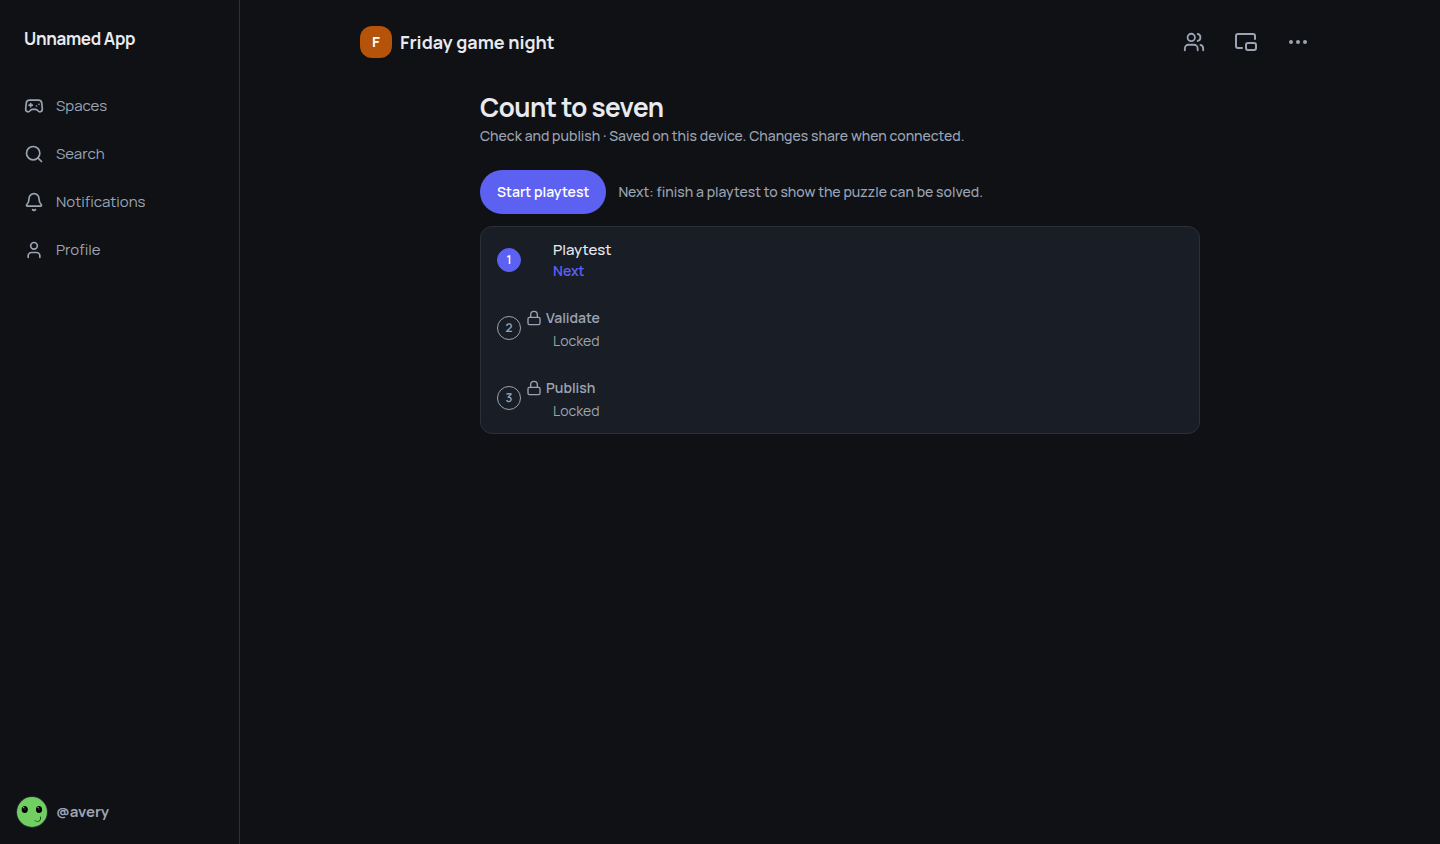 Unnamed App
Spaces
Search
Notifications
Profile
@avery
F Friday game night
Count to seven
Check and publish · Saved on this device. Changes share when connected.
Start playtest Next: finish a playtest to show the puzzle can be solved.
1 Playtest
Next
2 Validate
Locked
3 Publish
Locked